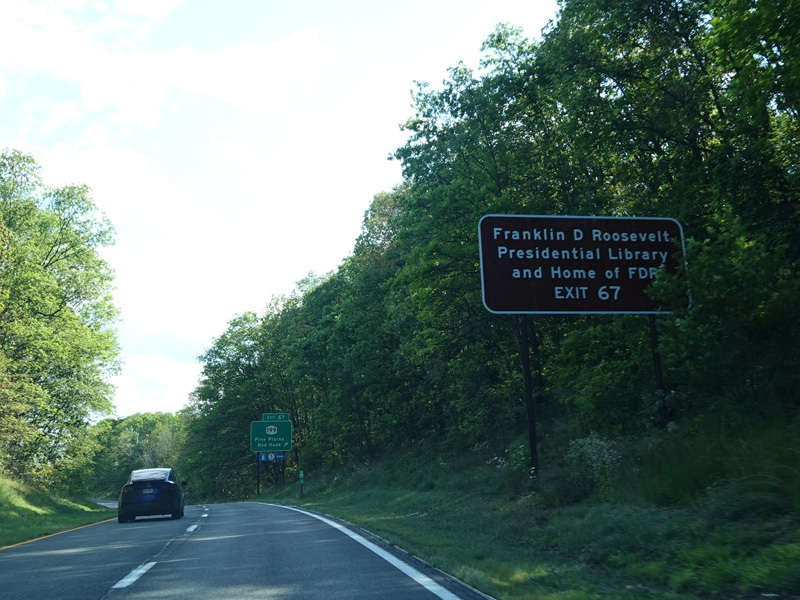 Franklin D Roosevelt
Presidential Library
and Home of FDR
EXIT 67
EXIT 67
199
Pine Plains
Red Hook